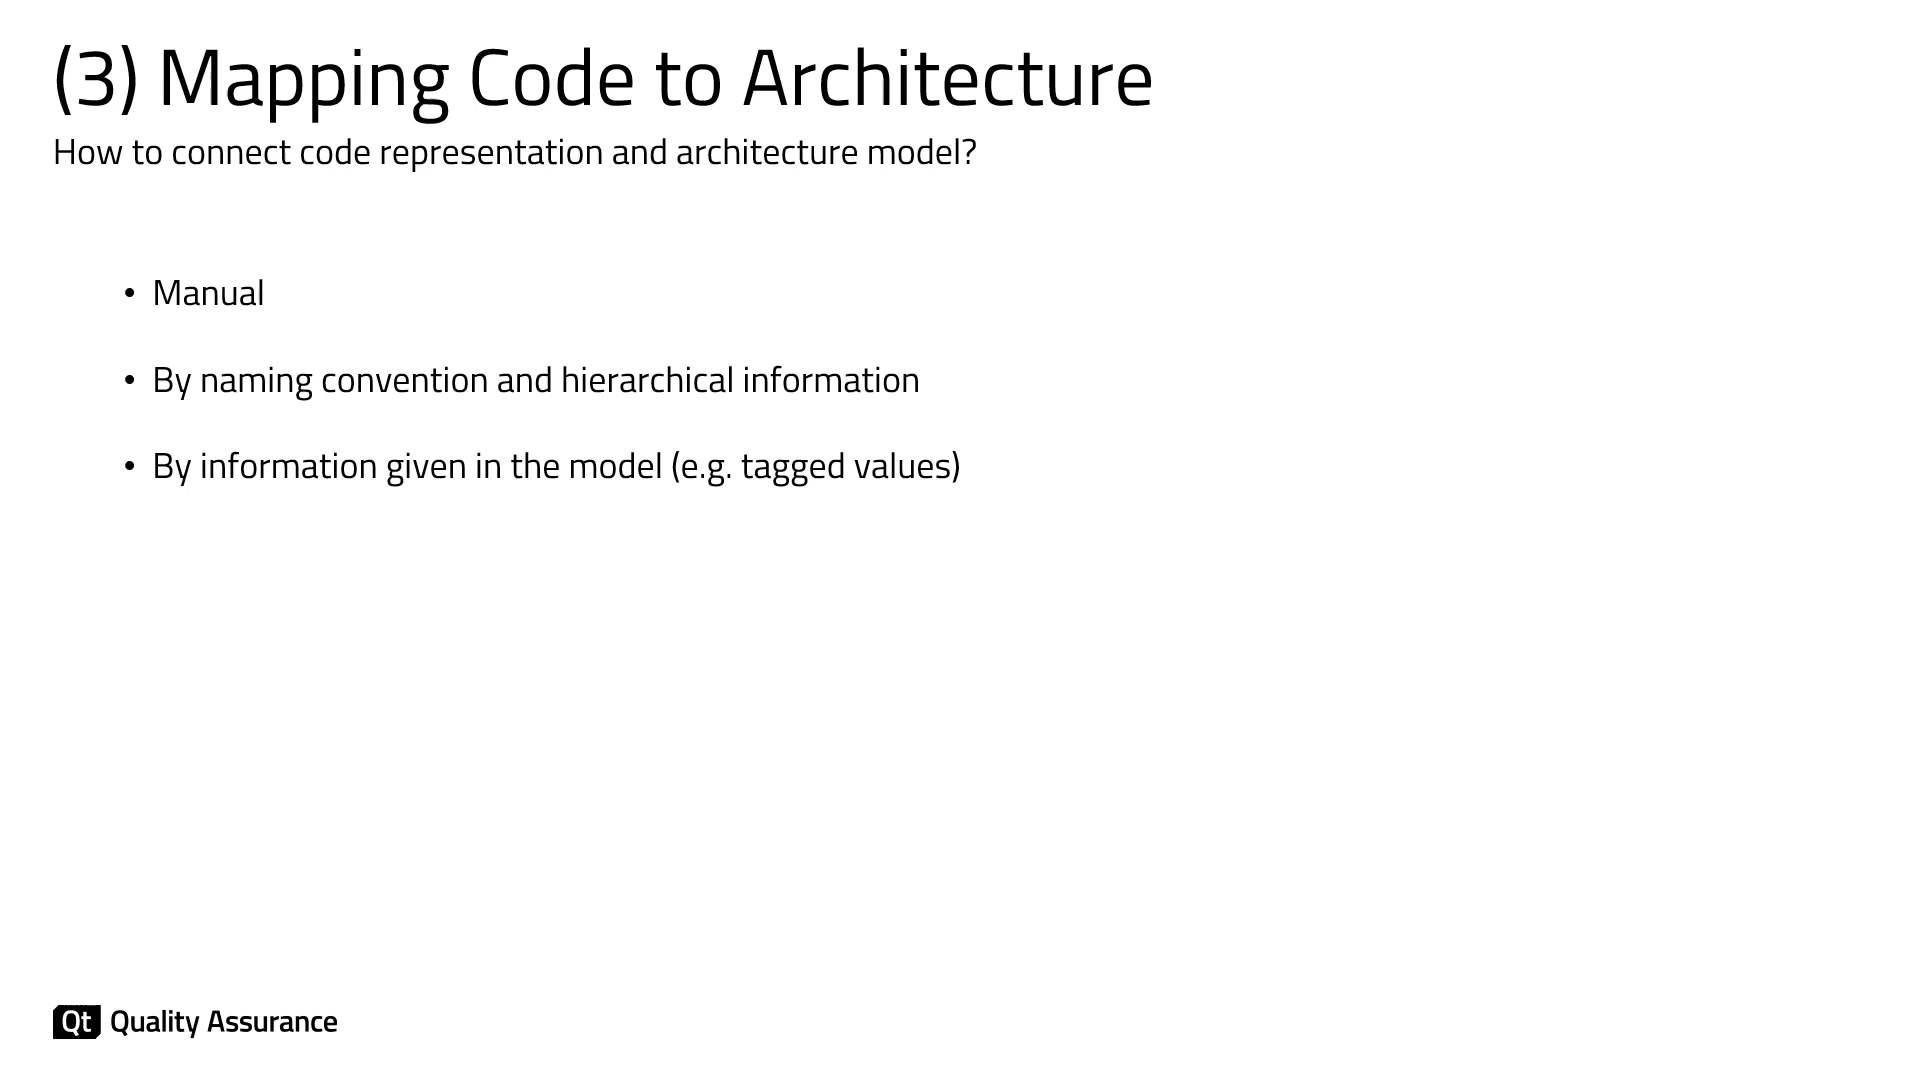 (3) Mapping Code to Architecture
How to connect code representation and architecture model?
• Manual
• By naming convention and hierarchical information
• By information given in the model (e.g. tagged values)
Qt Quality Assurance